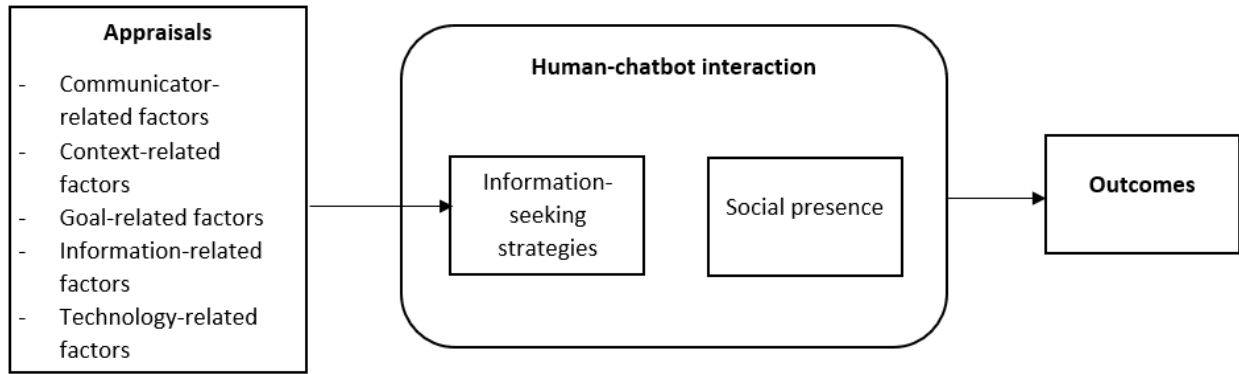 Appraisals
- Communicator-
related factors
- Context-related
factors
- Goal-related factors
- Information-related
factors
- Technology-related
factors
Human-chatbot interaction
Information-
seeking
strategies
Social presence
Outcomes